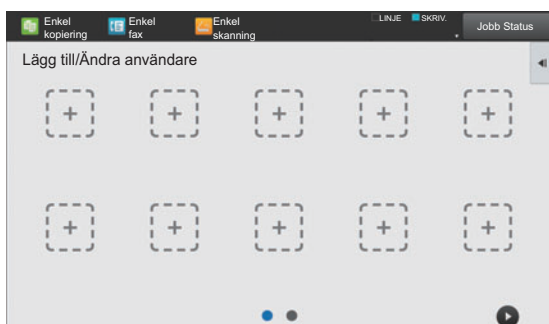 Enkel
kopiering
Enkel
fax
Enkel
skanning
LINJE
SKRIV.
Jobb Status
Lägg till/Ändra användare